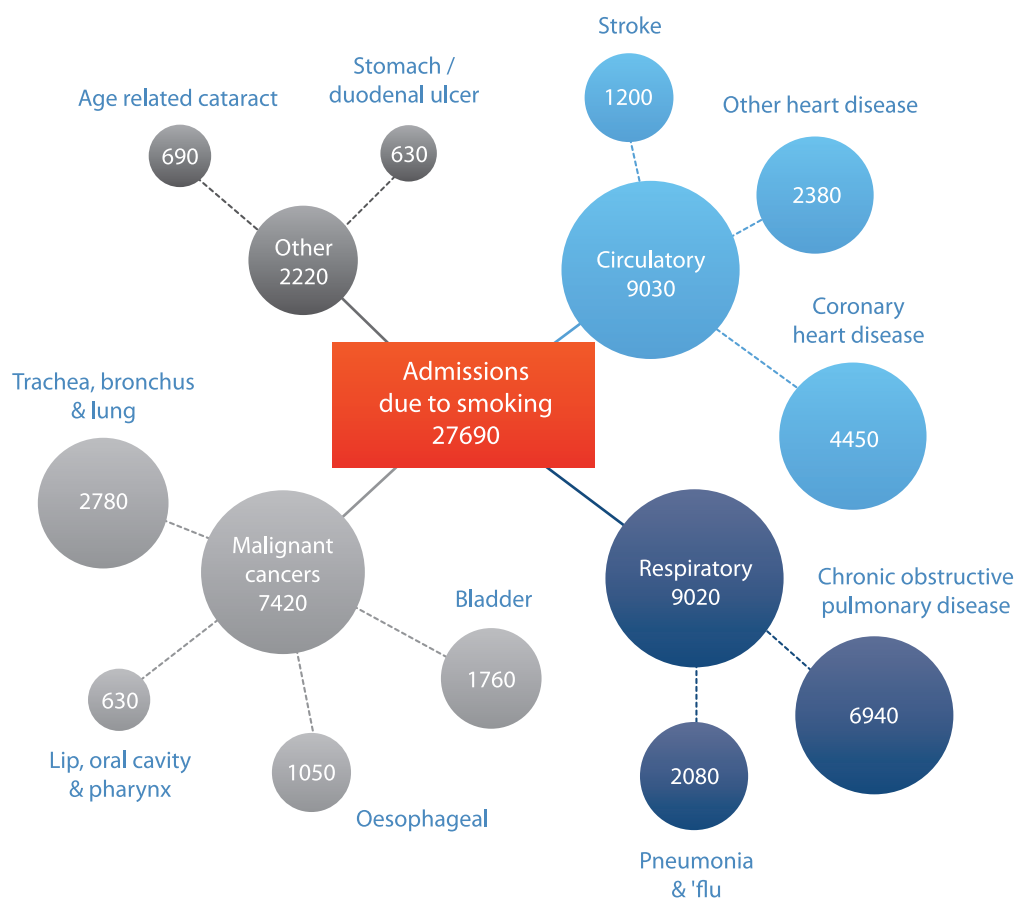 Stroke
1200
Stomach /
duodenal ulcer
630
Age related cataract
690
Other heart disease
2380
Other
2220
Circulatory
9030
Coronary
heart disease
4450
Admissions
due to smoking
27690
Trachea, bronchus
& lung
2780
Malignant
cancers
7420
Bladder
1760
630
Lip, oral cavity
& pharynx
1050
Oesophageal
Respiratory
9020
Chronic obstructive
pulmonary disease
6940
2080
Pneumonia
& 'flu